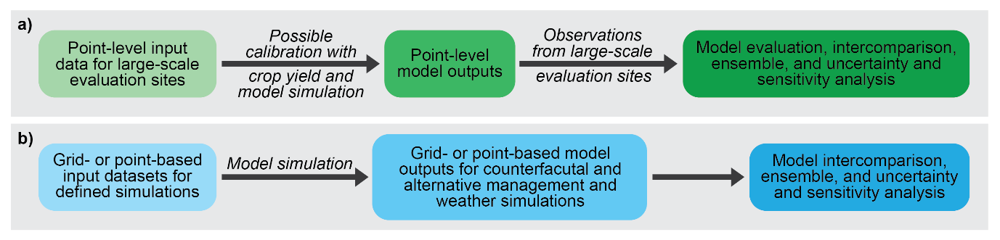 a)
Point-level input
data for large-scale
evaluation sites
Possible
calibration with
crop yield and
model simulation
Point-level
model outputs
Observations
from large-scale
evaluation sites
Model evaluation, intercomparison,
ensemble, and uncertainty and
sensitivity analysis
b)
Grid- or point-based
input datasets for
defined simulations
Model simulation
Grid- or point-based model
outputs for counterfacutal and
alternative management and
weather simulations
Model intercomparison,
ensemble, and uncertainty
and sensitivity analysis